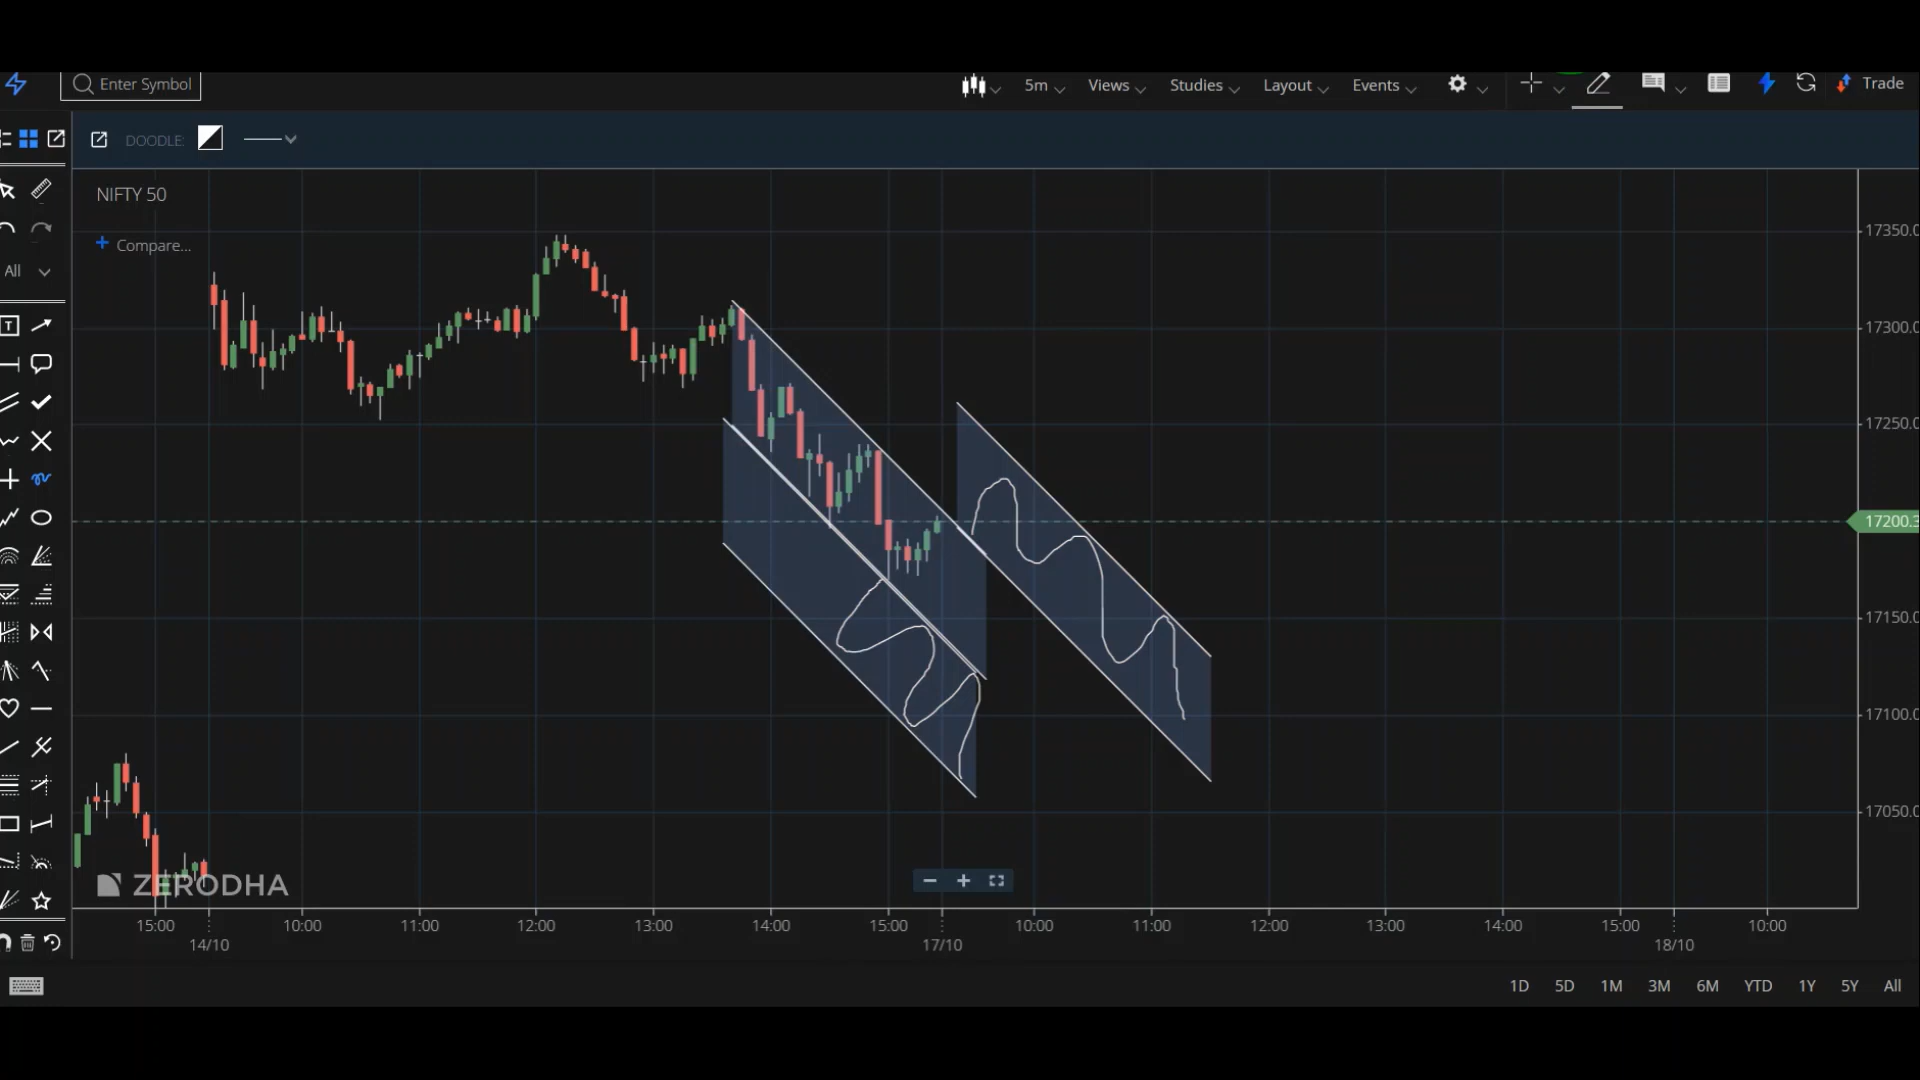 Enter Symbol
5m Views Studies Layout Events Trade
DOODLE:
NIFTY 50
Compare...
All
T
17350.0
17300.0
17250.0
17200.3
17150.0
17100.0
17050.0
ZERODHA
15:00 10:00 11:00 12:00 13:00 14:00 15:00 10:00 11:00 12:00 13:00 14:00 15:00 10:00
14/10 17/10 18/10
1D 5D 1M 3M 6M YTD 1Y 5Y All